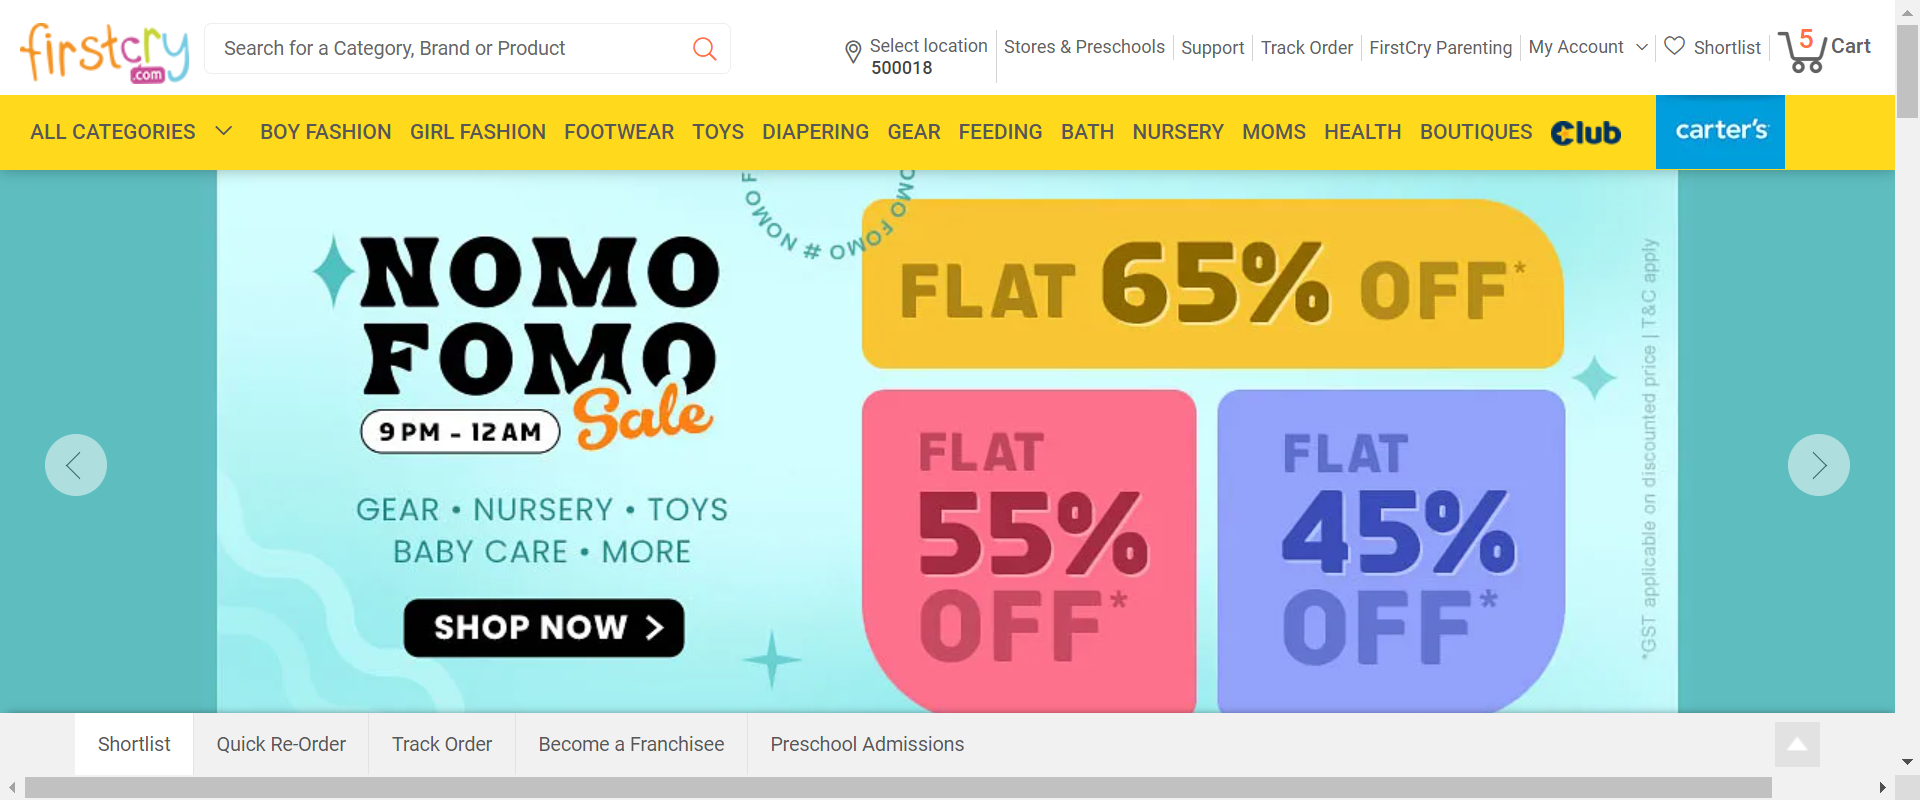 firstcry
.com
Search for a Category, Brand or Product
Select location
500018
Stores & Preschools
Support
Track Order
FirstCry Parenting
My Account
Shortlist
5
Cart
ALL CATEGORIES
BOY FASHION
GIRL FASHION
FOOTWEAR
TOYS
DIAPERING
GEAR
FEEDING
BATH
NURSERY
MOMS
HEALTH
BOUTIQUES
Club
carter's
F
OMO # NOMO FOMO
NOMO
FOMO
Sale
9 PM - 12 AM
GEAR • NURSERY • TOYS
BABY CARE • MORE
SHOP NOW >
FLAT 65% OFF*
FLAT
55%
OFF*
FLAT
45%
OFF*
*GST applicable on discounted price | T&C apply
Shortlist
Quick Re-Order
Track Order
Become a Franchisee
Preschool Admissions